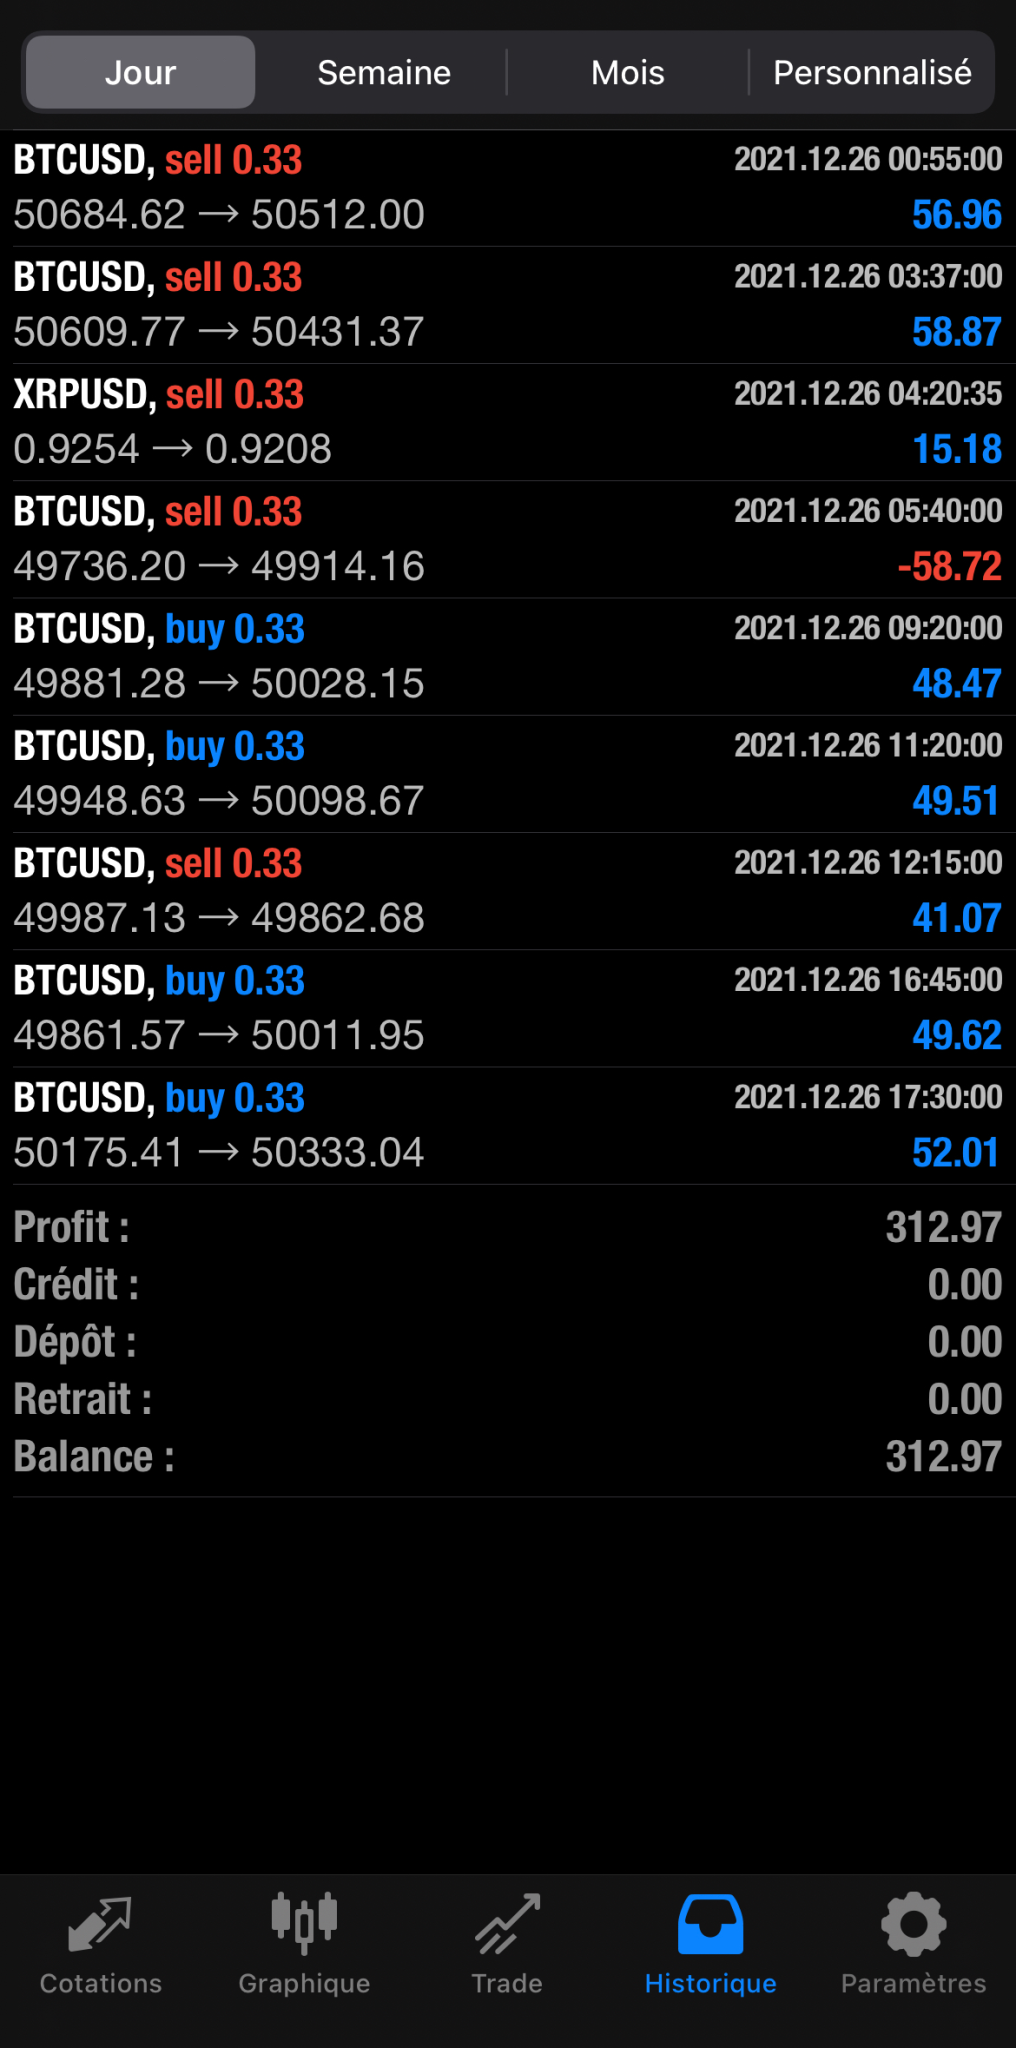 Jour Semaine Mois Personnalisé
BTCUSD, sell 0.33 2021.12.26 00:55:00
50684.62 → 50512.00 56.96
BTCUSD, sell 0.33 2021.12.26 03:37:00
50609.77 → 50431.37 58.87
XRPUSD, sell 0.33 2021.12.26 04:20:35
0.9254 → 0.9208 15.18
BTCUSD, sell 0.33 2021.12.26 05:40:00
49736.20 → 49914.16 -58.72
BTCUSD, buy 0.33 2021.12.26 09:20:00
49881.28 → 50028.15 48.47
BTCUSD, buy 0.33 2021.12.26 11:20:00
49948.63 → 50098.67 49.51
BTCUSD, sell 0.33 2021.12.26 12:15:00
49987.13 → 49862.68 41.07
BTCUSD, buy 0.33 2021.12.26 16:45:00
49861.57 → 50011.95 49.62
BTCUSD, buy 0.33 2021.12.26 17:30:00
50175.41 → 50333.04 52.01
Profit : 312.97
Crédit : 0.00
Dépôt : 0.00
Retrait : 0.00
Balance : 312.97
Cotations Graphique Trade Historique Paramètres